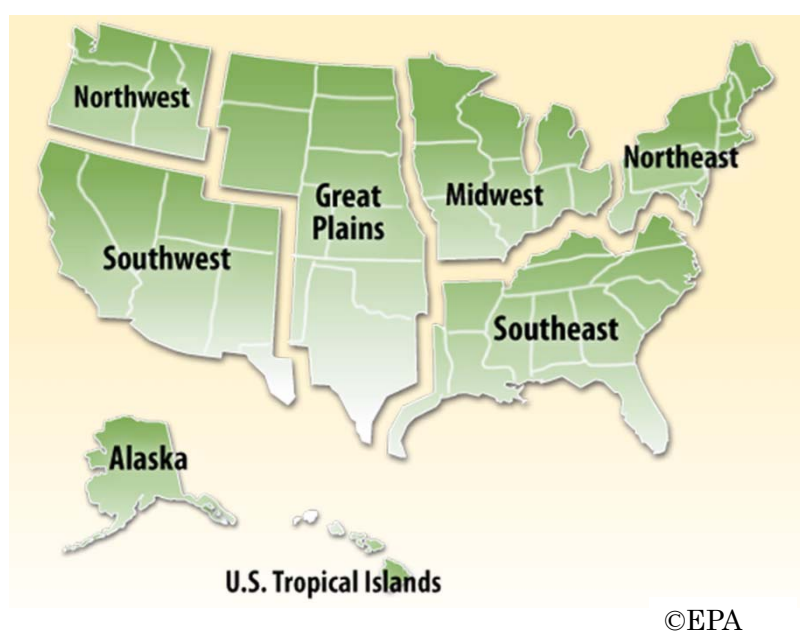 Northwest
Northeast
Great
Plains
Midwest
Southwest
Southeast
Alaska
U.S. Tropical Islands
©EPA